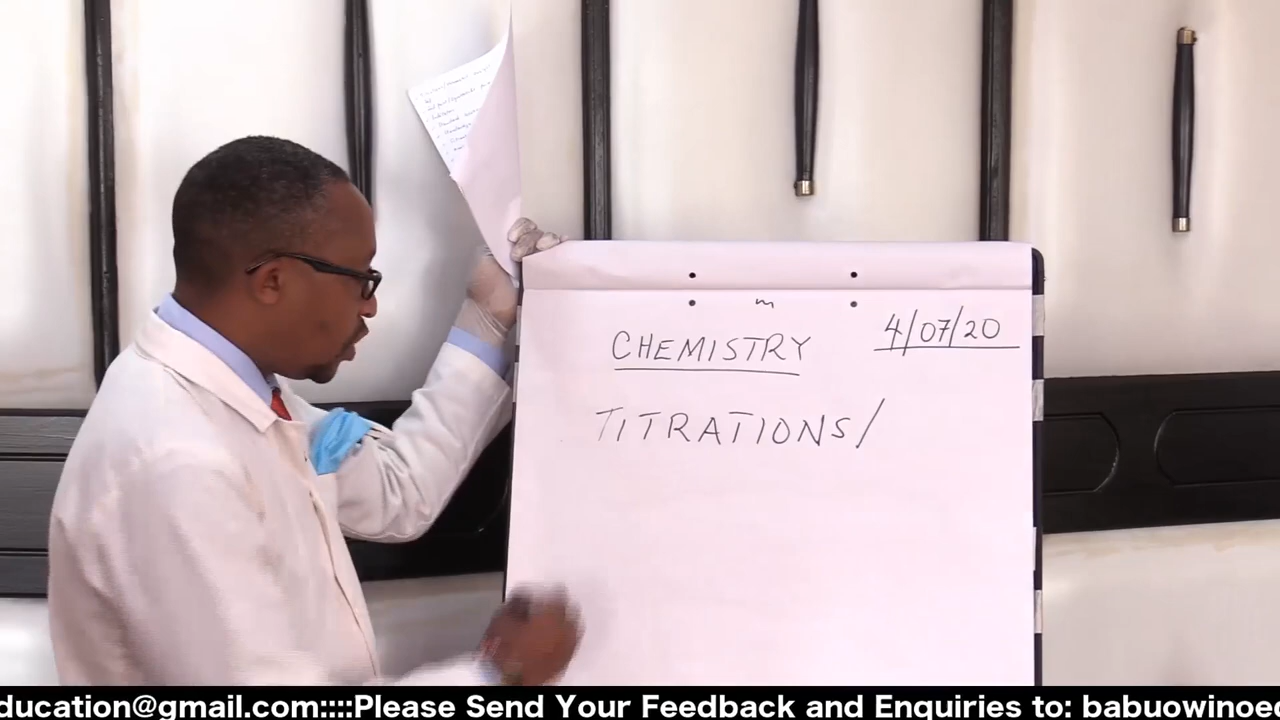 CHEMISTRY
4/07/20
TITRATIONS/
ducation@gmail.com::::Please Send Your Feedback and Enquiries to: babuowinoed